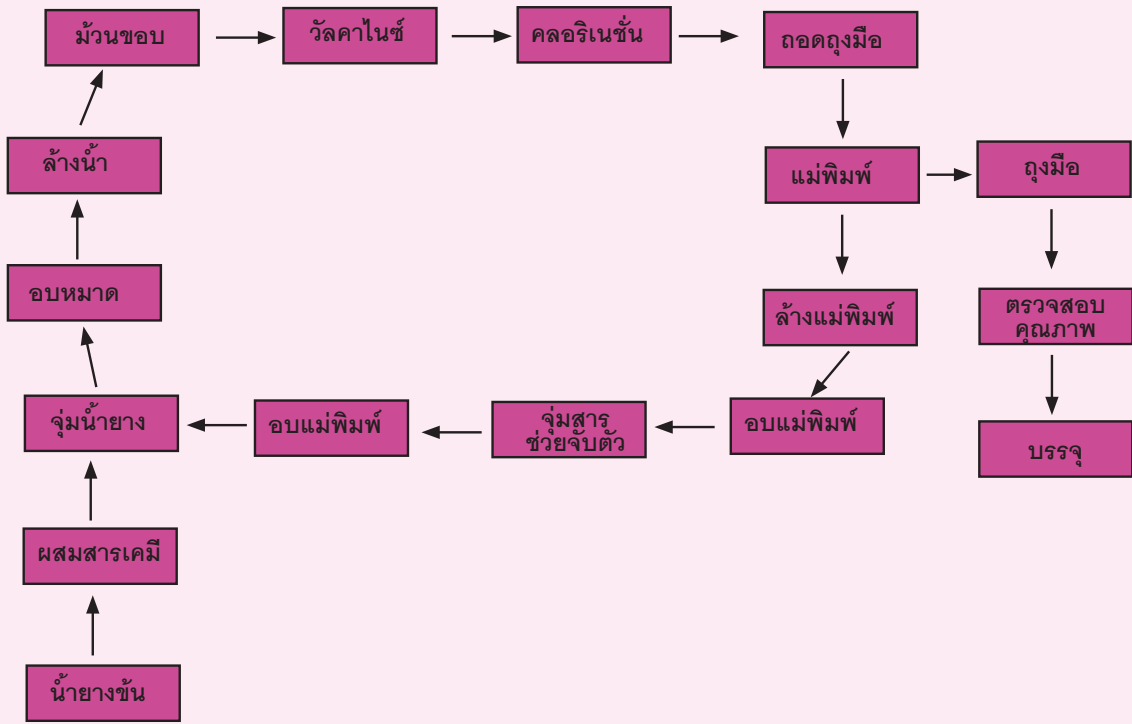 ม้วนขอบ
วัลคาไนซ์
คลอริเนชั่น
ถอดถุงมือ
ล้างน้ำ
แม่พิมพ์
ถุงมือ
อบหมาด
ล้างแม่พิมพ์
ตรวจสอบ
คุณภาพ
จุ่มน้ำยาง
อบแม่พิมพ์
จุ่มสาร
ช่วยจับตัว
อบแม่พิมพ์
บรรจุ
ผสมสารเคมี
น้ำยางข้น